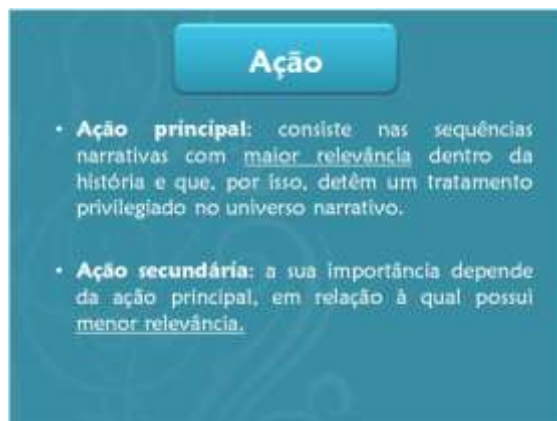 Ação
• Ação principal: consiste nas sequências
narrativas com maior relevância dentro da
história e que, por isso, detêm um tratamento
privilegiado no universo narrativo.
• Ação secundária: a sua importância depende
da ação principal, em relação à qual possui
menor relevância.